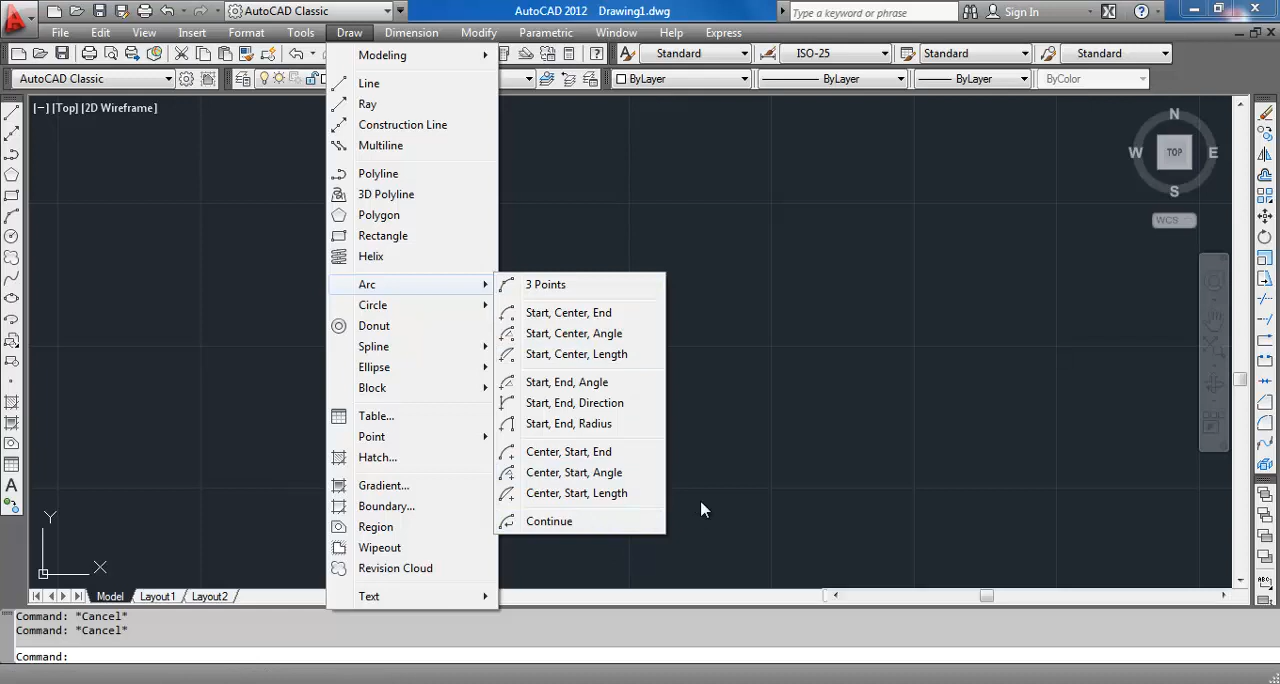 AutoCAD Classic
AutoCAD 2012 Drawing1.dwg
Type a keyword or phrase
Sign In
File Edit View Insert Format Tools Draw Dimension Modify Parametric Window Help Express
Standard ISO-25 Standard Standard
AutoCAD Classic ByLayer ByLayer ByLayer ByColor
[−] [Top] [2D Wireframe]
Modeling
Line
Ray
Construction Line
Multiline
Polyline
3D Polyline
Polygon
Rectangle
Helix
Arc
Circle
Donut
Spline
Ellipse
Block
Table...
Point
Hatch...
Gradient...
Boundary...
Region
Wipeout
Revision Cloud
Text
3 Points
Start, Center, End
Start, Center, Angle
Start, Center, Length
Start, End, Angle
Start, End, Direction
Start, End, Radius
Center, Start, End
Center, Start, Angle
Center, Start, Length
Continue
N
W TOP E
S
WCS
A
Y
X
Model Layout1 Layout2
Command: *Cancel*
Command: *Cancel*
Command: